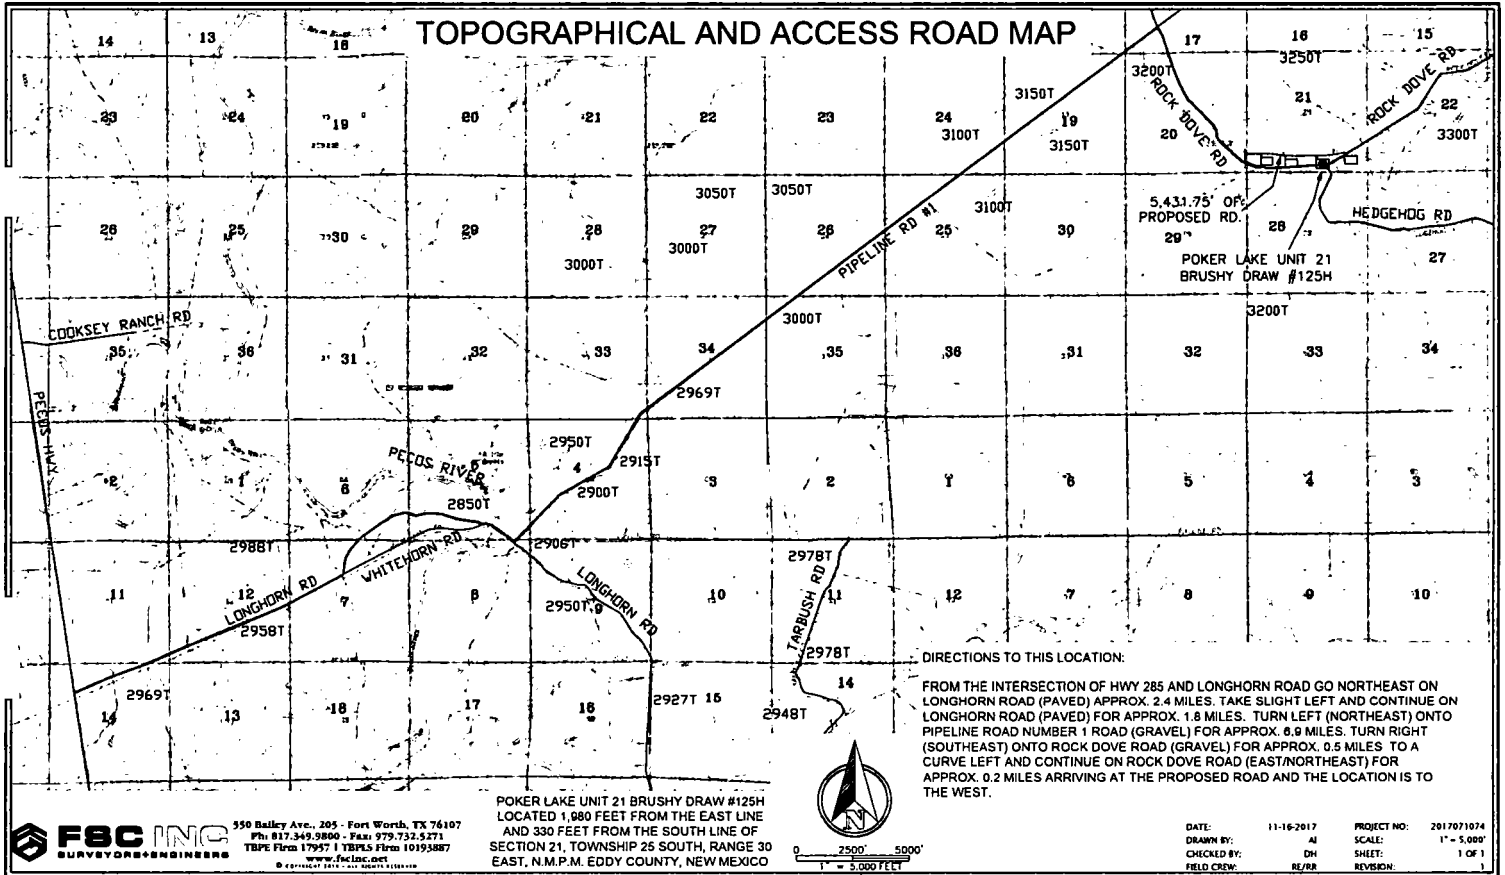 TOPOGRAPHICAL AND ACCESS ROAD MAP
14 13 18 17 16 15
3250T
3200T
ROCK DOVE RD
ROCK DOVE RD
ROCK DOVE RD
3150T
23 24 19 20 21 22 23 24 19 20 21 22
3100T
3150T
3300T
3050T 3050T
3100T
5,431.75' OF
PROPOSED RD.
HEDGEHOG RD
26 25 30 29 28 27 26 25 30 29 28 27
PIPELINE RD #1
3000T
3000T
POKER LAKE UNIT 21
BRUSHY DRAW #125H
3200T
3000T
COOKSEY RANCH RD
35 36 31 32 33 34 35 36 31 32 33 34
PECOS HWY
2969T
2950T
PECOS RIVER
2915T
2 1 6 4 3 2 1 6 5 4 3
2900T
2850T
2988T
WHITEHORN RD
2906T
2978T
LONGHORN RD
LONGHORN RD
TARBUSH RD
11 12 7 8 9 10 11 12 7 8 9 10
2950T
2958T
2978T
2969T
2927T
2948T
14 13 18 17 16 15 14
DIRECTIONS TO THIS LOCATION:
FROM THE INTERSECTION OF HWY 285 AND LONGHORN ROAD GO NORTHEAST ON
LONGHORN ROAD (PAVED) APPROX. 2.4 MILES. TAKE SLIGHT LEFT AND CONTINUE ON
LONGHORN ROAD (PAVED) FOR APPROX. 1.8 MILES. TURN LEFT (NORTHEAST) ONTO
PIPELINE ROAD NUMBER 1 ROAD (GRAVEL) FOR APPROX. 6.9 MILES. TURN RIGHT
(SOUTHEAST) ONTO ROCK DOVE ROAD (GRAVEL) FOR APPROX. 0.5 MILES TO A
CURVE LEFT AND CONTINUE ON ROCK DOVE ROAD (EAST/NORTHEAST) FOR
APPROX. 0.2 MILES ARRIVING AT THE PROPOSED ROAD AND THE LOCATION IS TO
THE WEST.
FSC INC
SURVEYORS+ENGINEERS
550 Bailey Ave., 205 - Fort Worth, TX 76107
Ph: 817.349.9800 - Fax: 979.732.5271
TBPE Firm 17957 | TBPLS Firm 10193887
www.fscinc.net
POKER LAKE UNIT 21 BRUSHY DRAW #125H
LOCATED 1,980 FEET FROM THE EAST LINE
AND 330 FEET FROM THE SOUTH LINE OF
SECTION 21, TOWNSHIP 25 SOUTH, RANGE 30
EAST, N.M.P.M. EDDY COUNTY, NEW MEXICO
N
0 2500' 5000'
1" = 5,000 FEET
DATE: 11-16-2017 PROJECT NO: 2017071074
DRAWN BY: AI SCALE: 1" = 5,000'
CHECKED BY: DH SHEET: 1 OF 1
FIELD CREW: RE/RR REVISION: 1